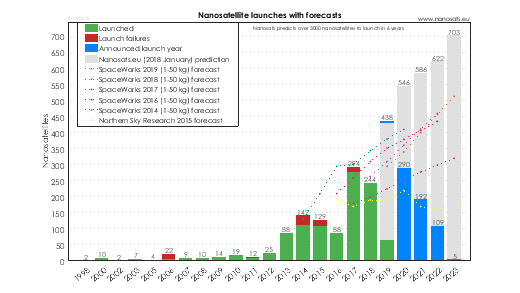 Nanosatellite launches with forecasts
www.nanosats.eu
Nanosats predicts over 3000 nanosatellites to launch in 6 years
Launched
Launch failures
Announced launch year
Nanosats.eu (2018 January) prediction
SpaceWorks 2019 (1-50 kg) forecast
SpaceWorks 2018 (1-50 kg) forecast
SpaceWorks 2017 (1-50 kg) forecast
SpaceWorks 2016 (1-50 kg) forecast
SpaceWorks 2014 (1-50 kg) forecast
Northern Sky Research 2015 forecast
Nanosatellites
700
650
600
550
500
450
400
350
300
250
200
150
100
50
0
2 10 2 7 4 22 9 10 14 19 12 25 88 142 129 88 294 244 438 546 586 622 703
290 192 109 5
1998 2000 2002 2003 2005 2006 2007 2008 2009 2010 2011 2012 2013 2014 2015 2016 2017 2018 2019 2020 2021 2022 2023